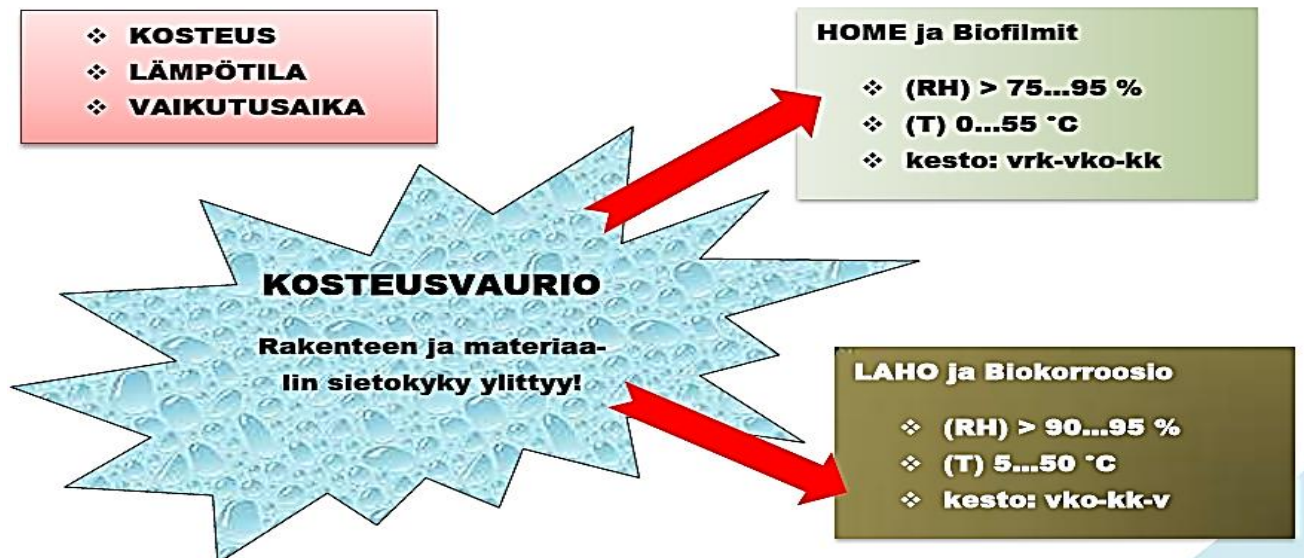 ❖ KOSTEUS
❖ LÄMPÖTILA
❖ VAIKUTUSAIKA
HOME ja Biofilmit
❖ (RH) > 75...95 %
❖ (T) 0...55 °C
❖ kesto: vrk-vko-kk
KOSTEUSVAURIO
Rakenteen ja materiaa-
lin sietokyky ylittyy!
LAHO ja Biokorroosio
❖ (RH) > 90...95 %
❖ (T) 5...50 °C
❖ kesto: vko-kk-v